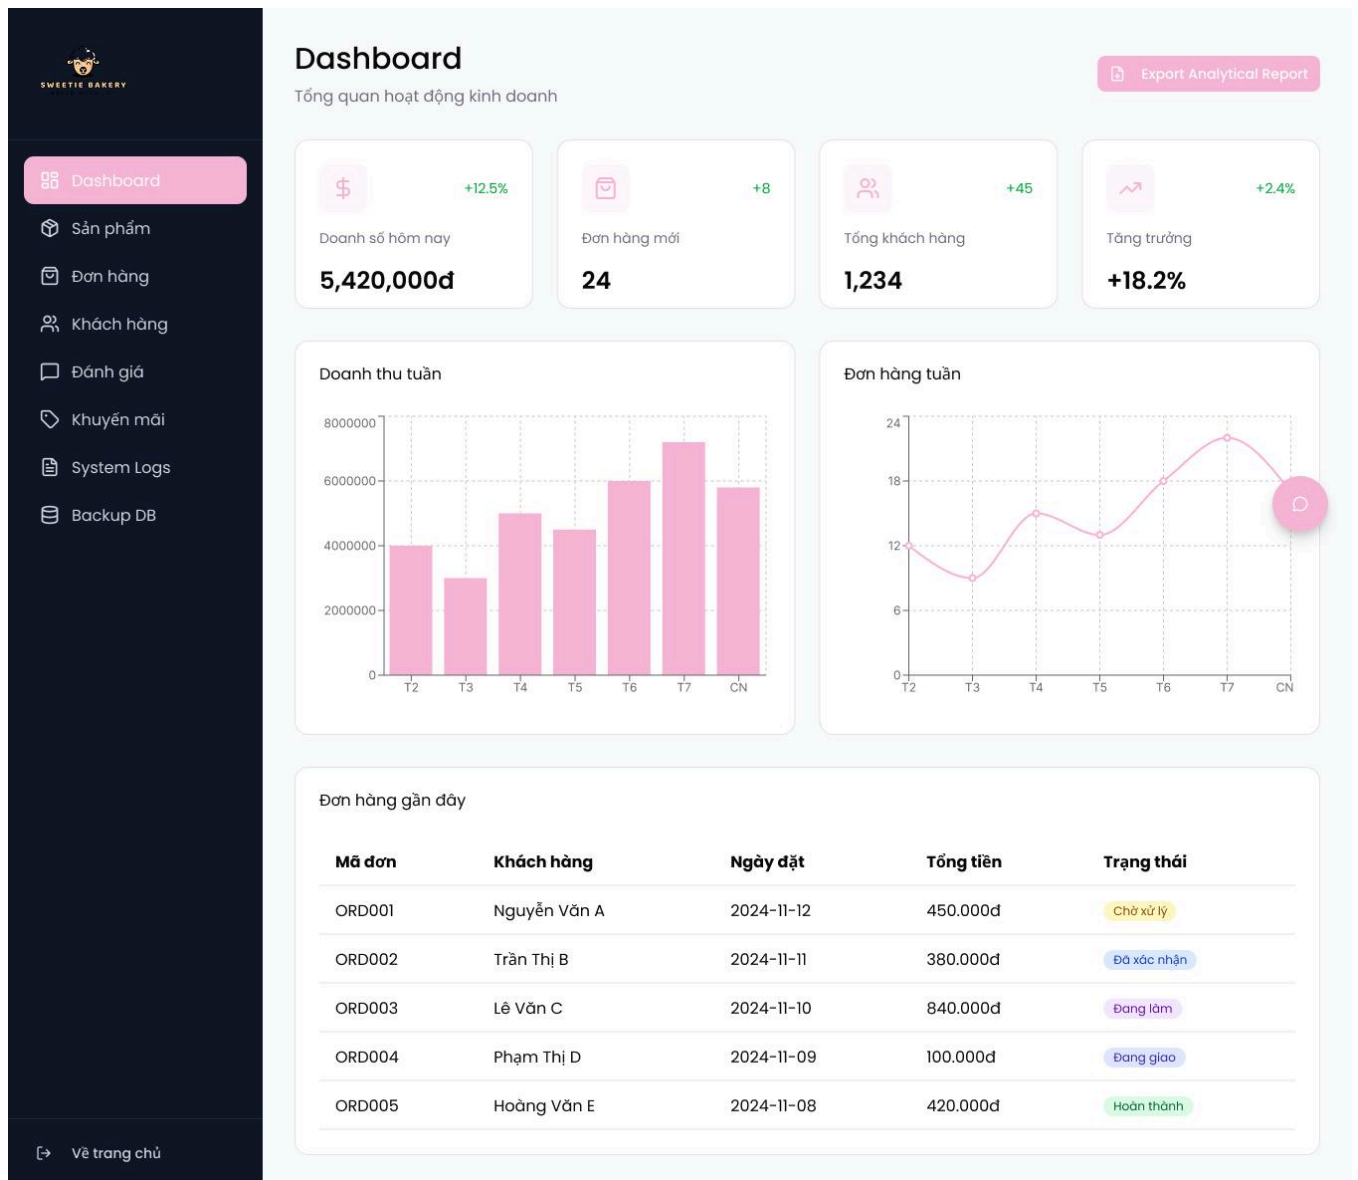 SWEETIE BAKERY
Dashboard
Sản phẩm
Đơn hàng
Khách hàng
Đánh giá
Khuyến mãi
System Logs
Backup DB
Về trang chủ
Dashboard
Tổng quan hoạt động kinh doanh
Export Analytical Report
+12.5%
Doanh số hôm nay
5,420,000đ
+8
Đơn hàng mới
24
+45
Tổng khách hàng
1,234
+2.4%
Tăng trưởng
+18.2%
Doanh thu tuần
8000000
6000000
4000000
2000000
0
T2 T3 T4 T5 T6 T7 CN
Đơn hàng tuần
24
18
12
6
0
T2 T3 T4 T5 T6 T7 CN
Đơn hàng gần đây
Mã đơn Khách hàng Ngày đặt Tổng tiền Trạng thái
ORD001 Nguyễn Văn A 2024-11-12 450.000đ Chờ xử lý
ORD002 Trần Thị B 2024-11-11 380.000đ Đã xác nhận
ORD003 Lê Văn C 2024-11-10 840.000đ Đang làm
ORD004 Phạm Thị D 2024-11-09 100.000đ Đang giao
ORD005 Hoàng Văn E 2024-11-08 420.000đ Hoàn thành